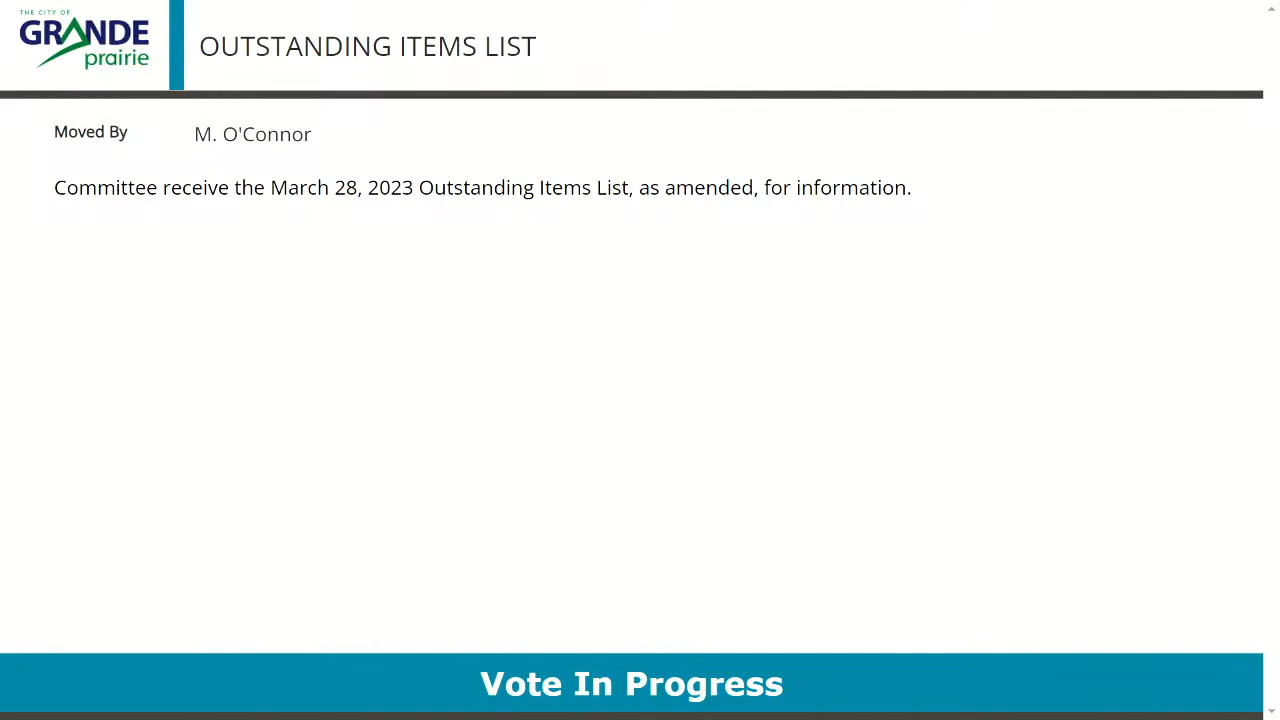 THE CITY OF
GRANDE
prairie
OUTSTANDING ITEMS LIST
Moved By M. O'Connor
Committee receive the March 28, 2023 Outstanding Items List, as amended, for information.
Vote In Progress